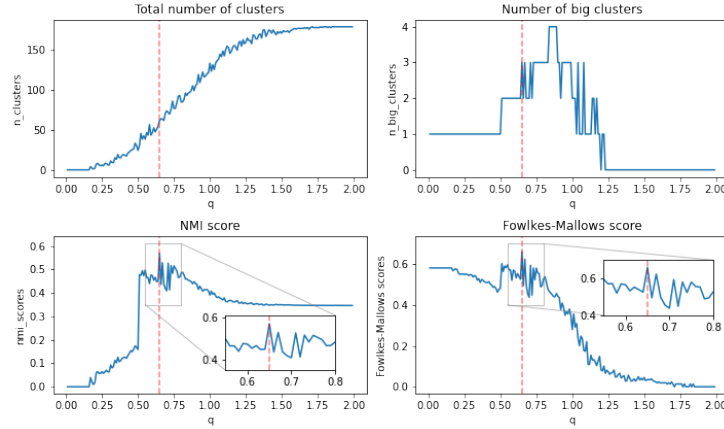 Total number of clusters
n_clusters
150
100
50
0
0.00 0.25 0.50 0.75 1.00 1.25 1.50 1.75 2.00
q
Number of big clusters
n_big_clusters
4
3
2
1
0
0.00 0.25 0.50 0.75 1.00 1.25 1.50 1.75 2.00
q
NMI score
nmi_scores
0.6
0.5
0.4
0.3
0.2
0.1
0.0
0.6
0.4
0.6 0.7 0.8
0.00 0.25 0.50 0.75 1.00 1.25 1.50 1.75 2.00
q
Fowlkes-Mallows score
Fowlkes-Mallows scores
0.6
0.4
0.2
0.0
0.6
0.4
0.6 0.7 0.8
0.00 0.25 0.50 0.75 1.00 1.25 1.50 1.75 2.00
q